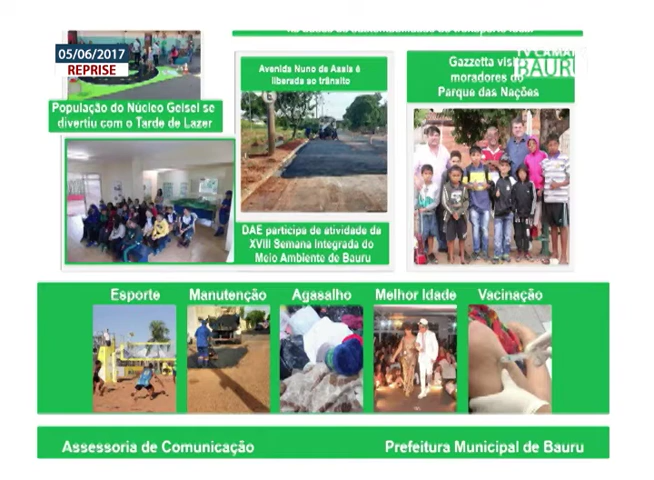 05/06/2017
REPRISE
TV CÂMARA
BAURU
População do Núcleo Geisel se
divertiu com o Tarde de Lazer
Avenida Nuno de Assis é
liberada ao trânsito
Gazzetta visita
moradores do
Parque das Nações
DAE participa de atividade da
XVIII Semana Integrada do
Meio Ambiente de Bauru
Esporte
Manutenção
Agasalho
Melhor Idade
Vacinação
Assessoria de Comunicação
Prefeitura Municipal de Bauru